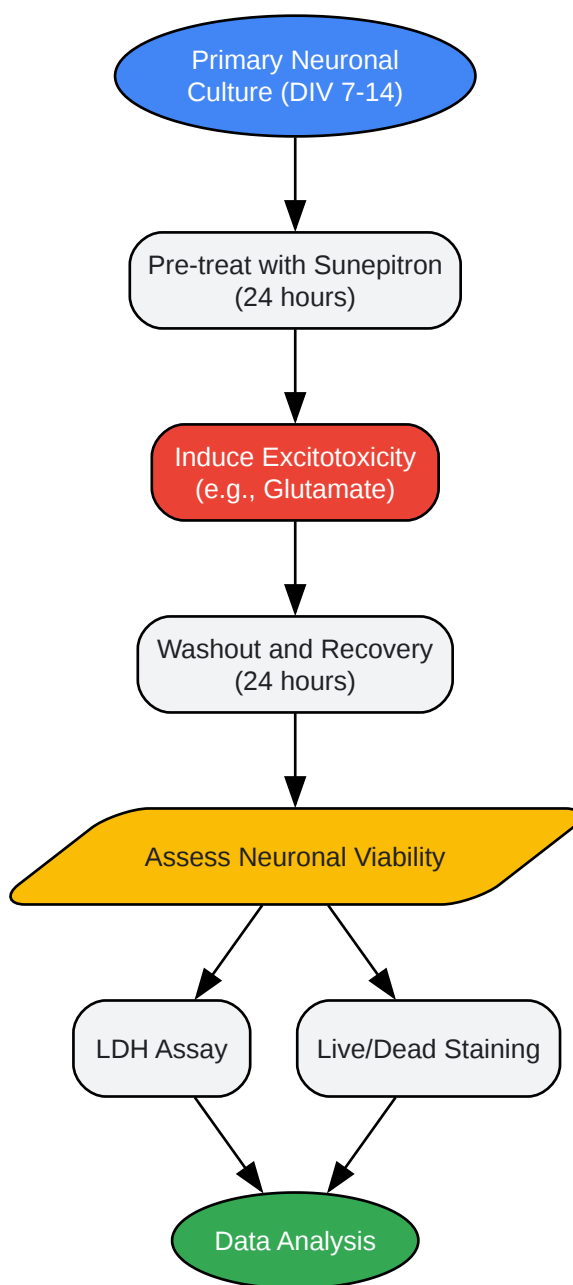 Primary Neuronal
Culture (DIV 7-14)
Pre-treat with Sunepitron
(24 hours)
Induce Excitotoxicity
(e.g., Glutamate)
Washout and Recovery
(24 hours)
Assess Neuronal Viability
LDH Assay
Live/Dead Staining
Data Analysis